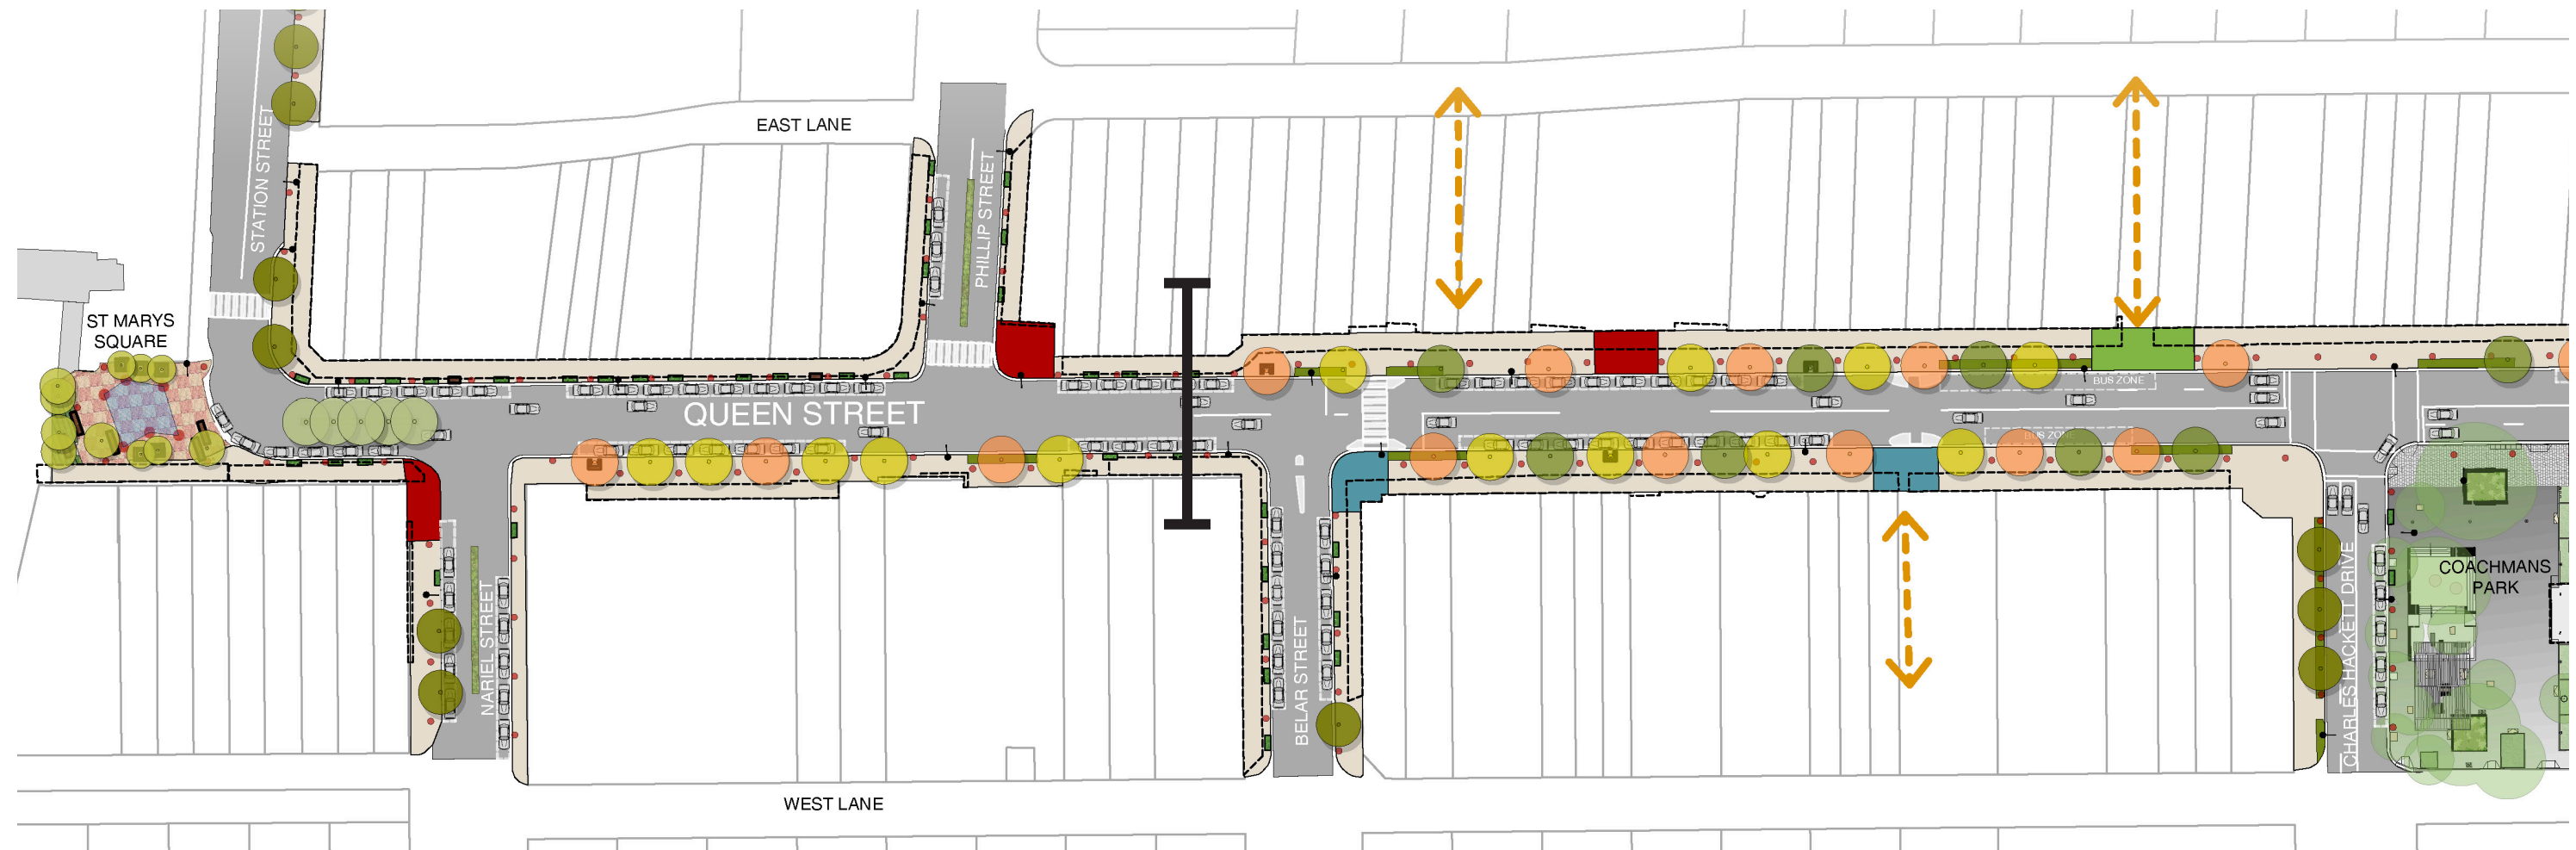 EAST LANE
STATION STREET
PHILLIP STREET
ST MARYS
SQUARE
QUEEN STREET
BUS ZONE
BUS ZONE
NARIEL STREET
BELAR STREET
CHARLES HACKETT DRIVE
COACHMANS
PARK
WEST LANE